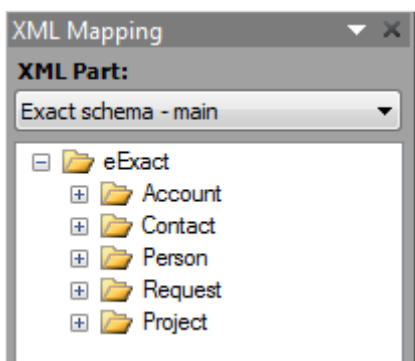 XML Mapping
XML Part:
Exact schema - main
eExact
Account
Contact
Person
Request
Project